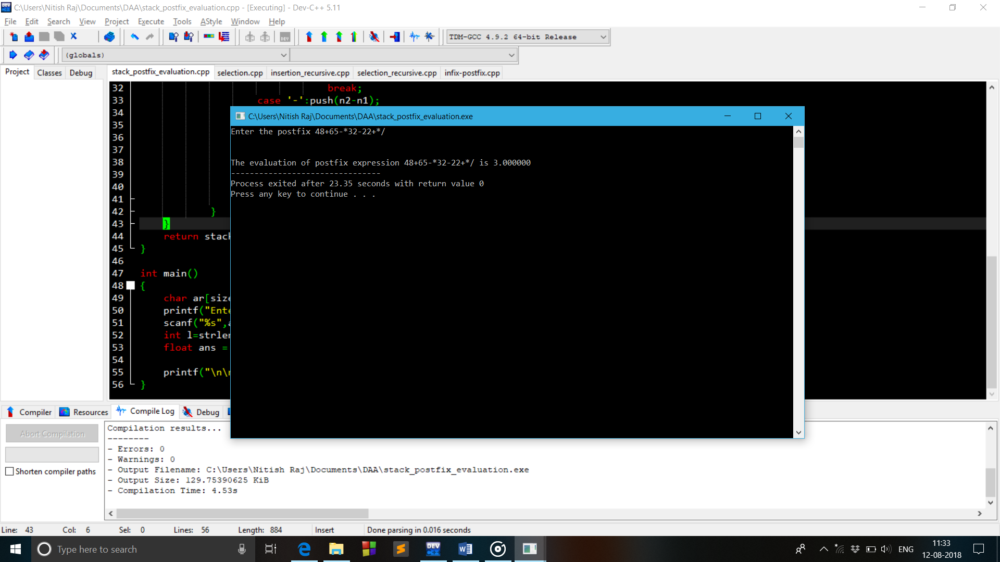 C:\Users\Nitish Raj\Documents\DAA\stack_postfix_evaluation.cpp - [Executing] - Dev-C++ 5.11
File Edit Search View Project Execute Tools AStyle Window Help
TDM-GCC 4.9.2 64-bit Release
(globals)
Project Classes Debug
stack_postfix_evaluation.cpp selection.cpp insertion_recursive.cpp selection_recursive.cpp infix-postfix.cpp
32 break;
33 case '-':push(n2-n1);
34
35
36
37
38
39
40
41
42 }
43 }
44 return stack
45 }
46
47 int main()
48 {
49 char ar[size
50 printf("Ente
51 scanf("%s",a
52 int l=strlen
53 float ans =
54
55 printf("\n\n
56 }
C:\Users\Nitish Raj\Documents\DAA\stack_postfix_evaluation.exe
Enter the postfix 48+65-*32-22+*/
The evaluation of postfix expression 48+65-*32-22+*/ is 3.000000
--------------------------------
Process exited after 23.35 seconds with return value 0
Press any key to continue . . .
Compiler Resources Compile Log Debug
Abort Compilation
Shorten compiler paths
Compilation results...
--------
- Errors: 0
- Warnings: 0
- Output Filename: C:\Users\Nitish Raj\Documents\DAA\stack_postfix_evaluation.exe
- Output Size: 129.75390625 KiB
- Compilation Time: 4.53s
Line: 43 Col: 6 Sel: 0 Lines: 56 Length: 884 Insert Done parsing in 0.016 seconds
Type here to search
DEV C++
ENG
11:33
12-08-2018